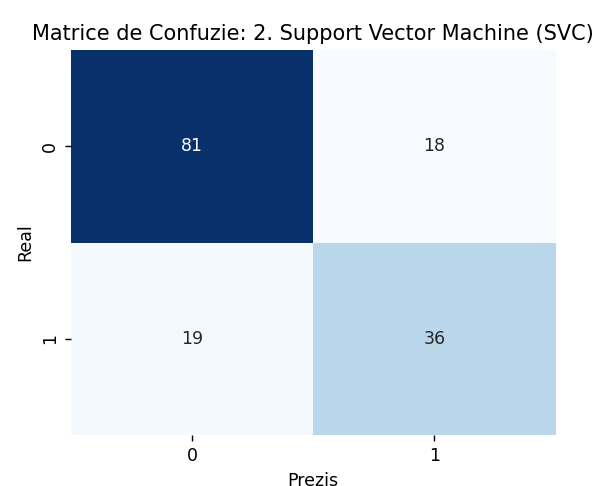 Matrice de Confuzie: 2. Support Vector Machine (SVC)
0
81
18
Real
1
19
36
0
1
Prezis